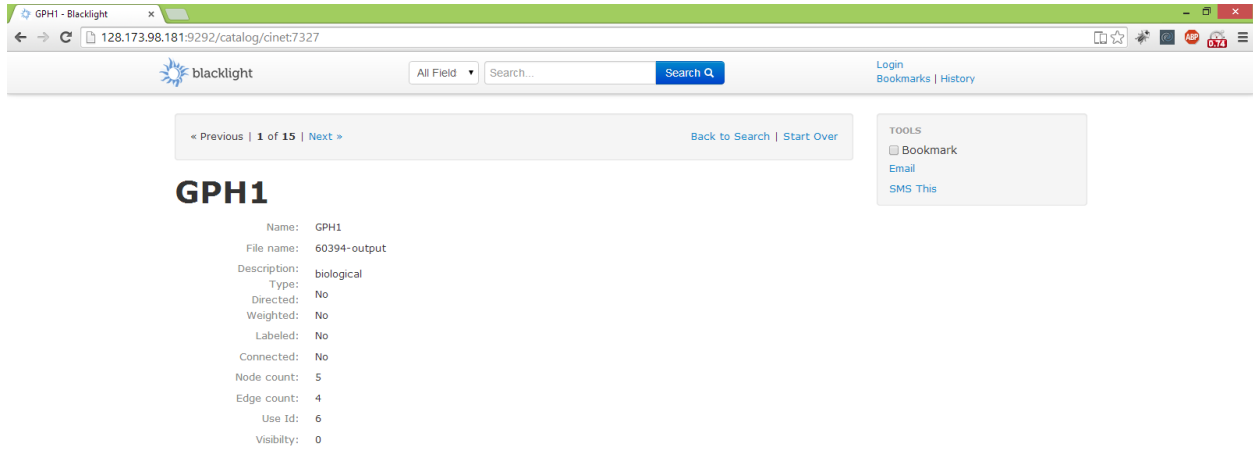 GPH1 - Blacklight
128.173.98.181:9292/catalog/cinet:7327
ABP
0.74
blacklight
All Field
Search...
Search
Login
Bookmarks | History
« Previous | 1 of 15 | Next »
Back to Search | Start Over
TOOLS
Bookmark
Email
SMS This
GPH1
Name: GPH1
File name: 60394-output
Description:
Type: biological
Directed: No
Weighted: No
Labeled: No
Connected: No
Node count: 5
Edge count: 4
Use Id: 6
Visibilty: 0